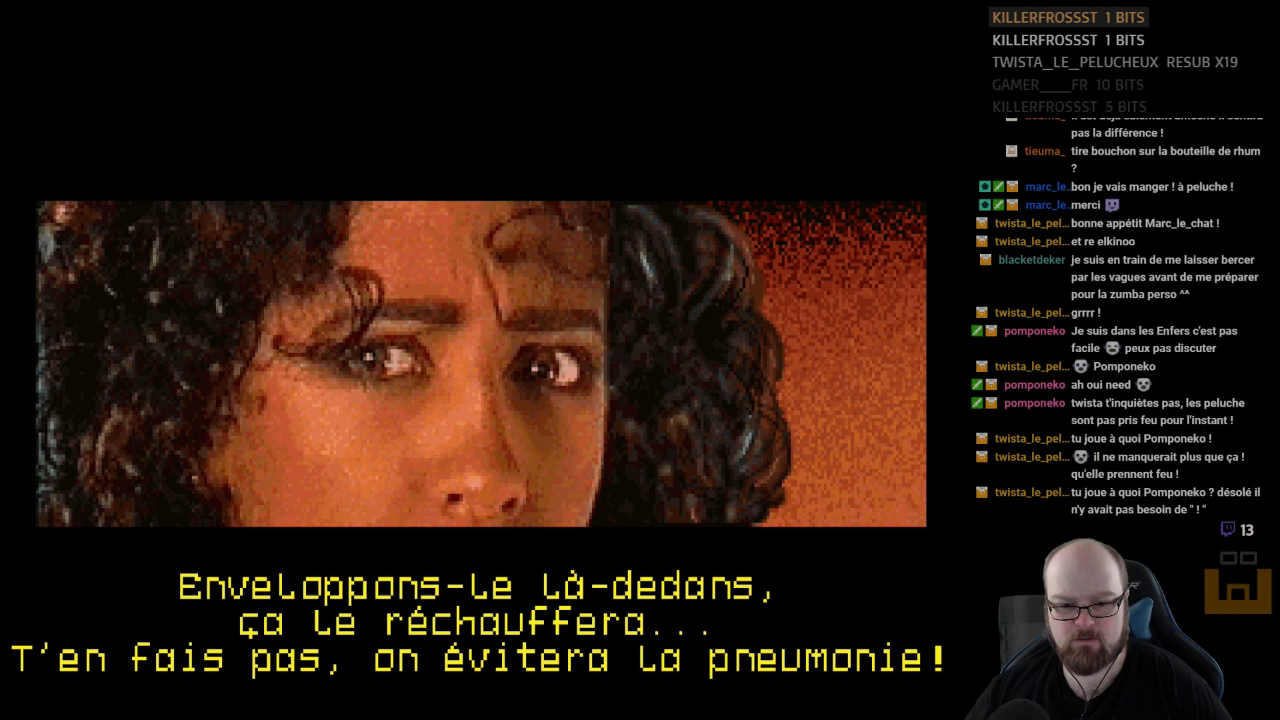 KILLERFROSSST 1 BITS
KILLERFROSSST 1 BITS
TWISTA_LE_PELUCHEUX RESUB X19
GAMER____FR 10 BITS
KILLERFROSSST 5 BITS
pas la différence !
tieuma_ tire bouchon sur la bouteille de rhum
?
marc_le.. bon je vais manger ! à peluche !
marc_le.. merci
twista_le_pel... bonne appétit Marc_le_chat !
twista_le_pel... et re elkinoo
blacketdeker je suis en train de me laisser bercer
par les vagues avant de me préparer
pour la zumba perso ^^
twista_le_pel... grrrr !
pomponeko Je suis dans les Enfers c'est pas
facile peux pas discuter
twista_le_pel... Pomponeko
pomponeko ah oui need
pomponeko twista t'inquiètes pas, les peluche
sont pas pris feu pour l'instant !
twista_le_pel... tu joue à quoi Pomponeko !
twista_le_pel... il ne manquerait plus que ça !
qu'elle prennent feu !
twista_le_pel... tu joue à quoi Pomponeko ? désolé il
n'y avait pas besoin de " ! "
13
Enveloppons-le là-dedans,
ça le réchauffera...
T'en fais pas, on évitera la pneumonie!